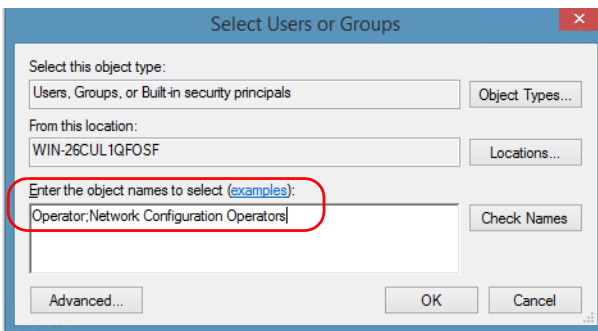 Select Users or Groups
Select this object type:
Users, Groups, or Built-in security principals
Object Types...
From this location:
WIN-26CUL1QFOSF
Locations...
Enter the object names to select (examples):
Operator;Network Configuration Operators
Check Names
Advanced...
OK
Cancel